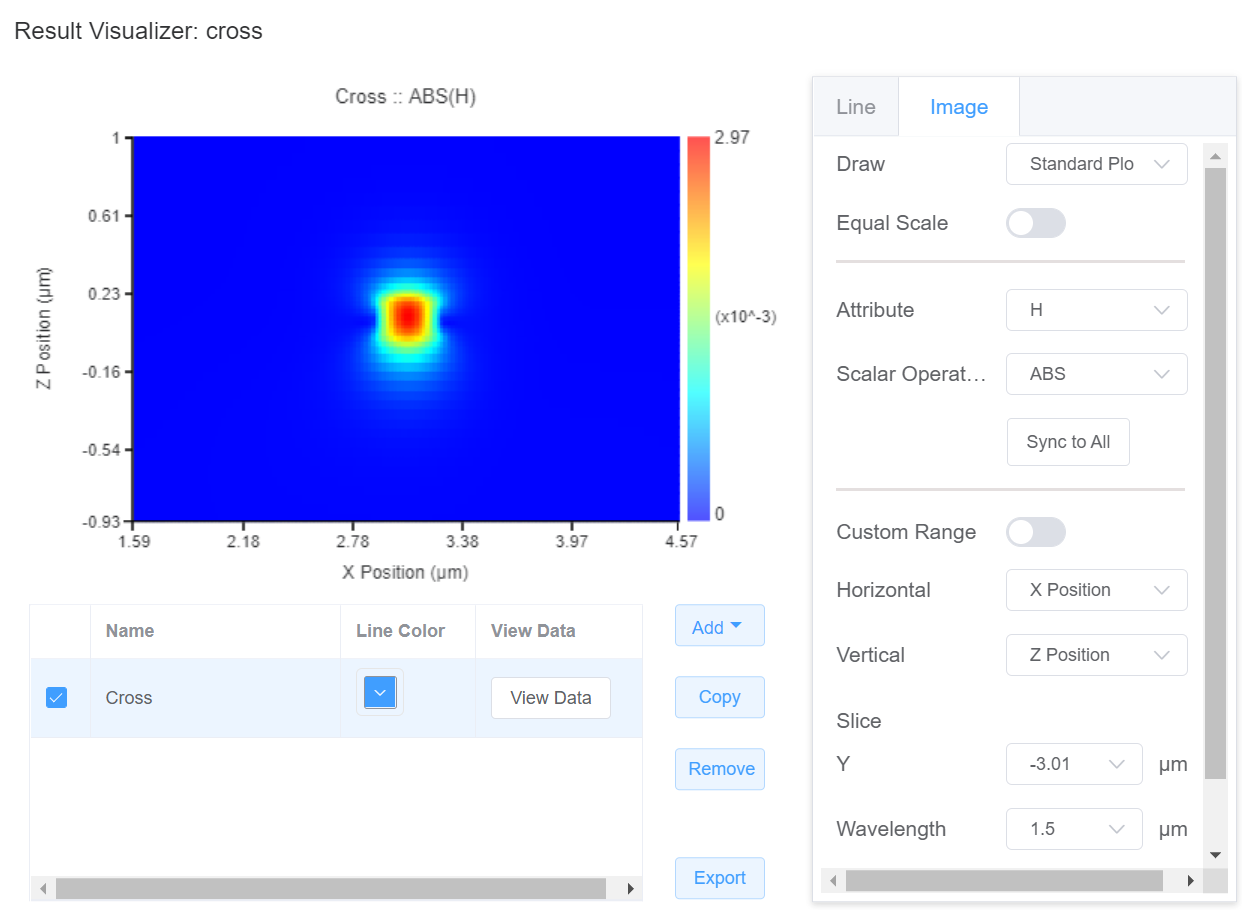 Result Visualizer: cross
Cross :: ABS(H)
1
0.61
0.23
-0.16
-0.54
-0.93
Z Position (μm)
1.59
2.18
2.78
3.38
3.97
4.57
X Position (μm)
2.97
(x10^-3)
0
Name
Line Color
View Data
Cross
View Data
Add
Copy
Remove
Export
Line
Image
Draw
Standard Plo
Equal Scale
Attribute
H
Scalar Operat...
ABS
Sync to All
Custom Range
Horizontal
X Position
Vertical
Z Position
Slice
Y
-3.01
μm
Wavelength
1.5
μm